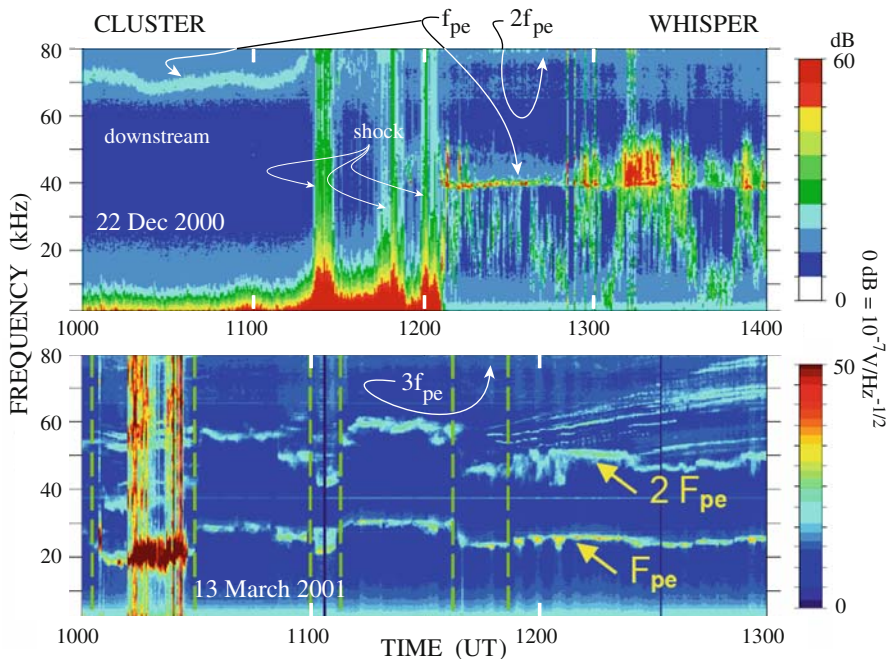 CLUSTER
fpe
2fpe
WHISPER
dB
80
60
40
20
downstream
shock
22 Dec 2000
1000
1100
1200
1300
1400
60
0
0 dB = 10-7V/Hz-1/2
FREQUENCY (kHz)
80
60
40
20
3fpe
2 Fpe
Fpe
13 March 2001
1000
1100
1200
1300
TIME (UT)
50
0